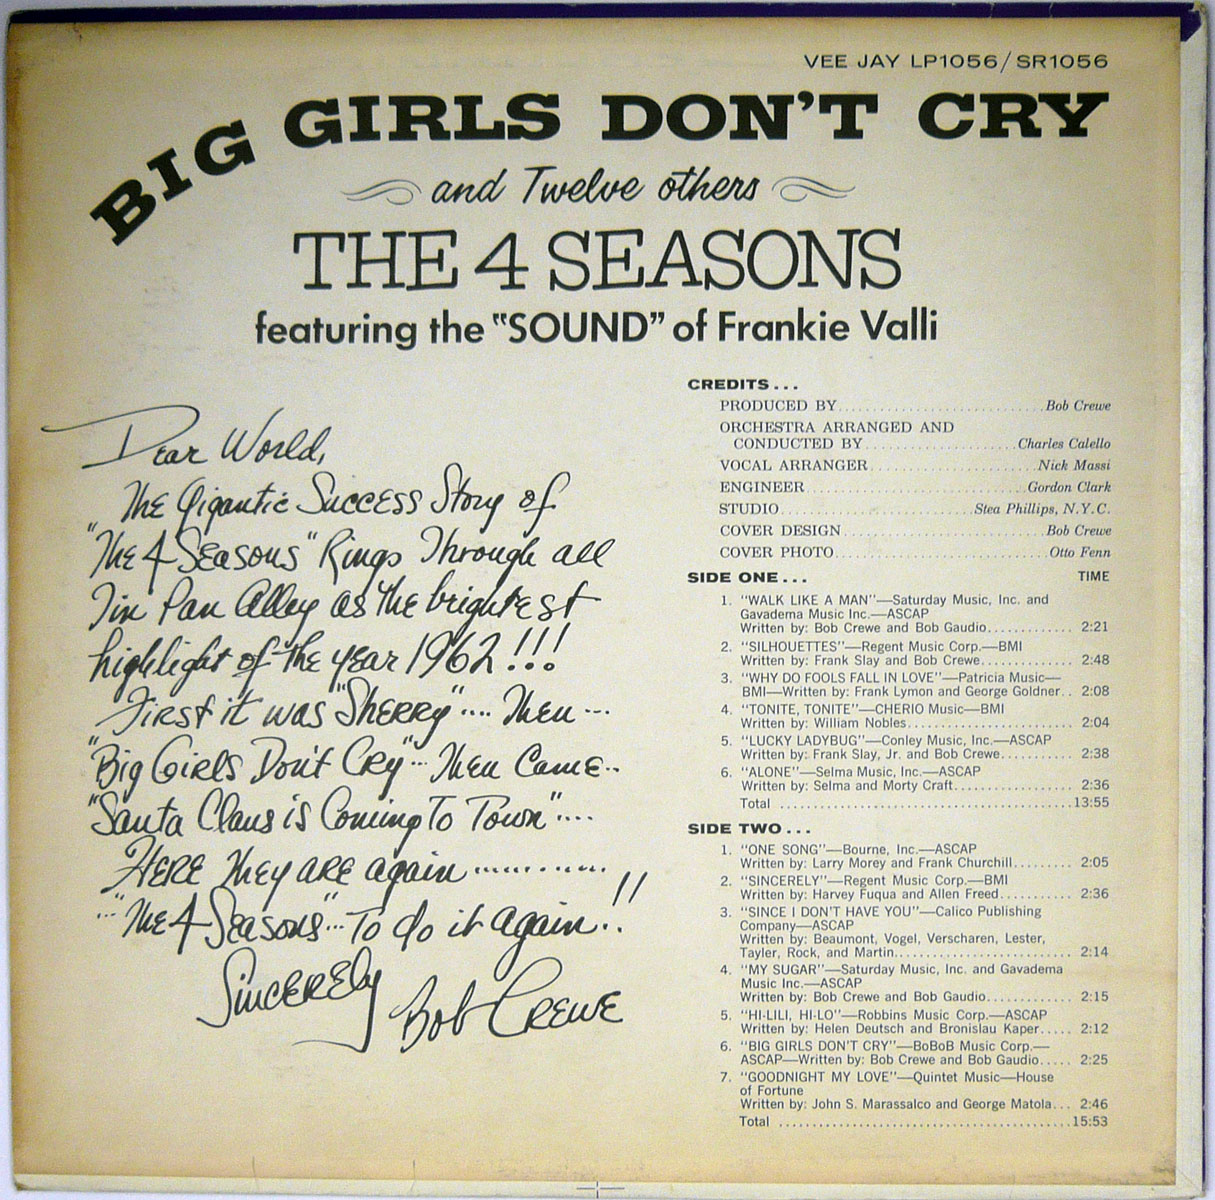 VEE JAY LP1056/SR1056
BIG GIRLS DON'T CRY
and Twelve others
THE 4 SEASONS
featuring the "SOUND" of Frankie Valli
Dear World,
The Gigantic Success Story of
"The 4 Seasons" Rings Through all
Tin Pan Alley as the brightest
highlight of the year 1962!!!
First it was "Sherry".... Then...
"Big Girls Don't Cry"... Then Came..
"Santa Claus is Coming To Town"....
Here They are again...........
..."The 4 Seasons"... To do it again..!!
Sincerely
Bob Crewe
CREDITS...
PRODUCED BY..........................Bob Crewe
ORCHESTRA ARRANGED AND
CONDUCTED BY....................Charles Calello
VOCAL ARRANGER......................Nick Massi
ENGINEER............................Gordon Clark
STUDIO.........................Stea Phillips, N.Y.C.
COVER DESIGN..........................Bob Crewe
COVER PHOTO...........................Otto Fenn
SIDE ONE... TIME
1. "WALK LIKE A MAN"—Saturday Music, Inc. and
Gavadema Music Inc.—ASCAP
Written by: Bob Crewe and Bob Gaudio............ 2:21
2. "SILHOUETTES"—Regent Music Corp.—BMI
Written by: Frank Slay and Bob Crewe............. 2:48
3. "WHY DO FOOLS FALL IN LOVE"—Patricia Music—
BMI—Written by: Frank Lymon and George Goldner.. 2:08
4. "TONITE, TONITE"—CHERIO Music—BMI
Written by: William Nobles....................... 2:04
5. "LUCKY LADYBUG"—Conley Music, Inc.—ASCAP
Written by: Frank Slay, Jr. and Bob Crewe.......... 2:38
6. "ALONE"—Selma Music, Inc.—ASCAP
Written by: Selma and Morty Craft................. 2:36
Total ..........................................13:55
SIDE TWO...
1. "ONE SONG"—Bourne, Inc.—ASCAP
Written by: Larry Morey and Frank Churchill......... 2:05
2. "SINCERELY"—Regent Music Corp.—BMI
Written by: Harvey Fuqua and Allen Freed........... 2:36
3. "SINCE I DON'T HAVE YOU"—Calico Publishing
Company—ASCAP
Written by: Beaumont, Vogel, Verscharen, Lester,
Tayler, Rock, and Martin.......................... 2:14
4. "MY SUGAR"—Saturday Music, Inc. and Gavadema
Music Inc.—ASCAP
Written by: Bob Crewe and Bob Gaudio............ 2:15
5. "HI-LILI, HI-LO"—Robbins Music Corp.—ASCAP
Written by: Helen Deutsch and Bronislau Kaper..... 2:12
6. "BIG GIRLS DON'T CRY"—BoBoB Music Corp.—
ASCAP—Written by: Bob Crewe and Bob Gaudio..... 2:25
7. "GOODNIGHT MY LOVE"—Quintet Music—House
of Fortune
Written by: John S. Marassalco and George Matola... 2:46
Total ..........................................15:53